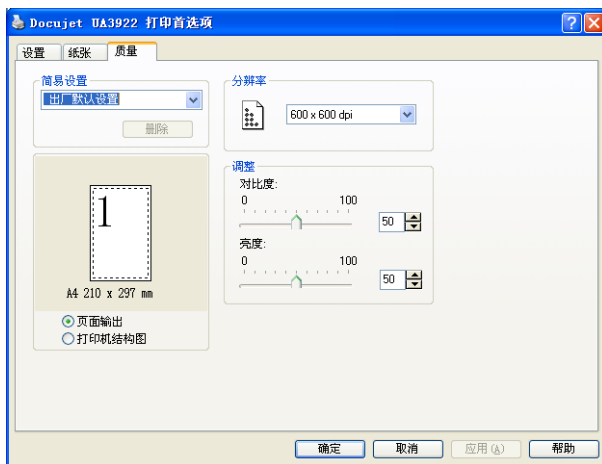 Docujet UA3922 打印首选项
设置 纸张 质量
简易设置
出厂默认设置
删除
1
A4 210 x 297 mm
页面输出
打印机结构图
分辨率
600 x 600 dpi
调整
对比度:
0 100
50
亮度:
0 100
50
确定 取消 应用(A) 帮助